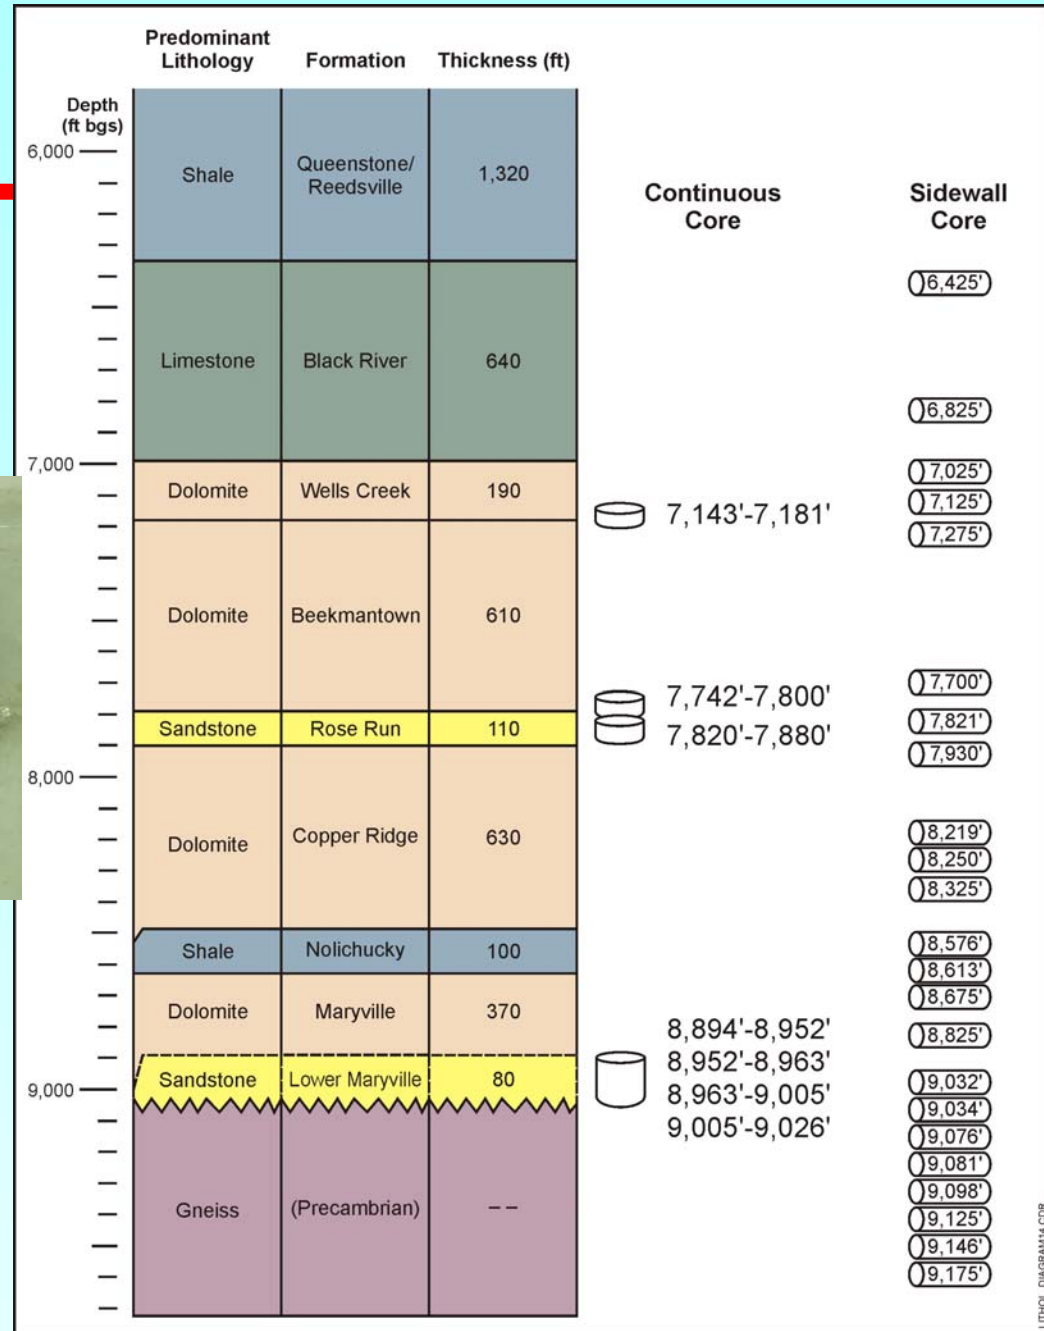 Predominant
Lithology
Formation
Thickness (ft)
Depth
(ft bgs)
6,000
7,000
8,000
9,000
Shale
Queenstone/
Reedsville
1,320
Limestone
Black River
640
Dolomite
Wells Creek
190
Dolomite
Beekmantown
610
Sandstone
Rose Run
110
Dolomite
Copper Ridge
630
Shale
Nolichucky
100
Dolomite
Maryville
370
Sandstone
Lower Maryville
80
Gneiss
(Precambrian)
– –
Continuous
Core
7,143'-7,181'
7,742'-7,800'
7,820'-7,880'
8,894'-8,952'
8,952'-8,963'
8,963'-9,005'
9,005'-9,026'
Sidewall
Core
6,425'
6,825'
7,025'
7,125'
7,275'
7,700'
7,821'
7,930'
8,219'
8,250'
8,325'
8,576'
8,613'
8,675'
8,825'
9,032'
9,034'
9,076'
9,081'
9,098'
9,125'
9,146'
9,175'
LITHOL_DIAGRAM14.CDR